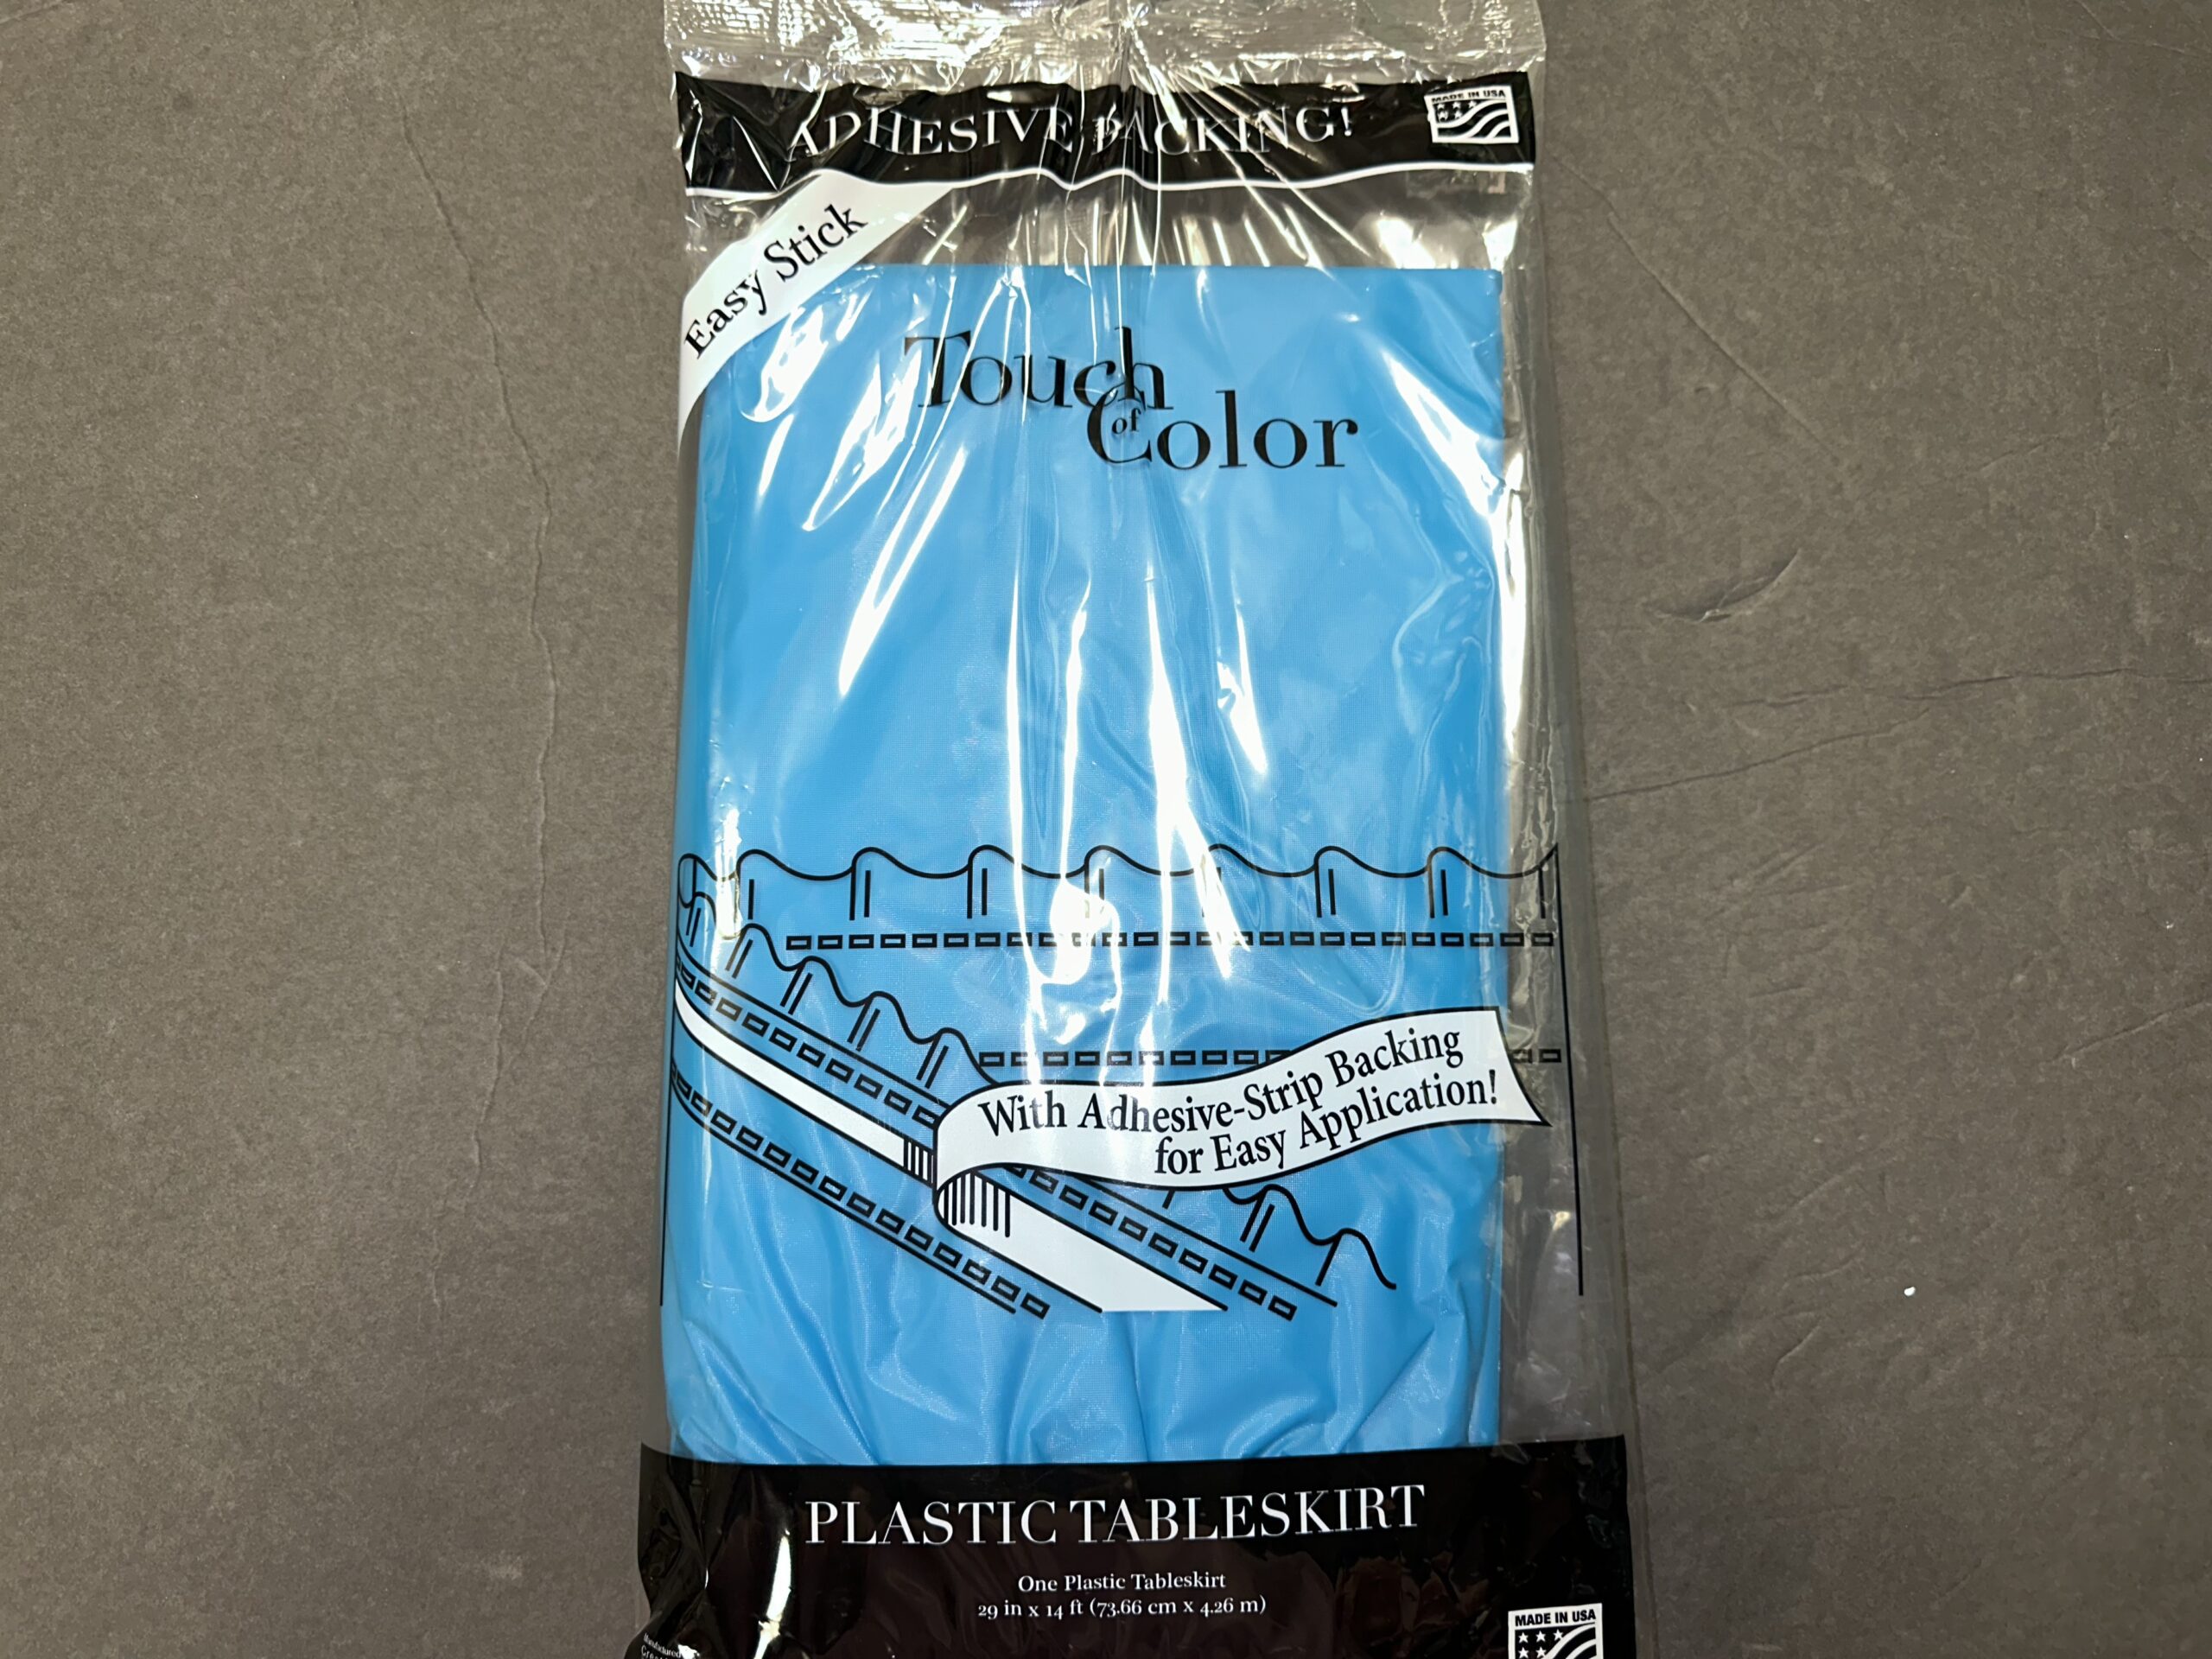 ADHESIVE BACKING!
MADE IN USA
Easy Stick
Touch
of
Color
With Adhesive-Strip Backing
for Easy Application!
PLASTIC TABLESKIRT
One Plastic Tableskirt
29 in x 14 ft (73.66 cm x 4.26 m)
MADE IN USA
Manufactured